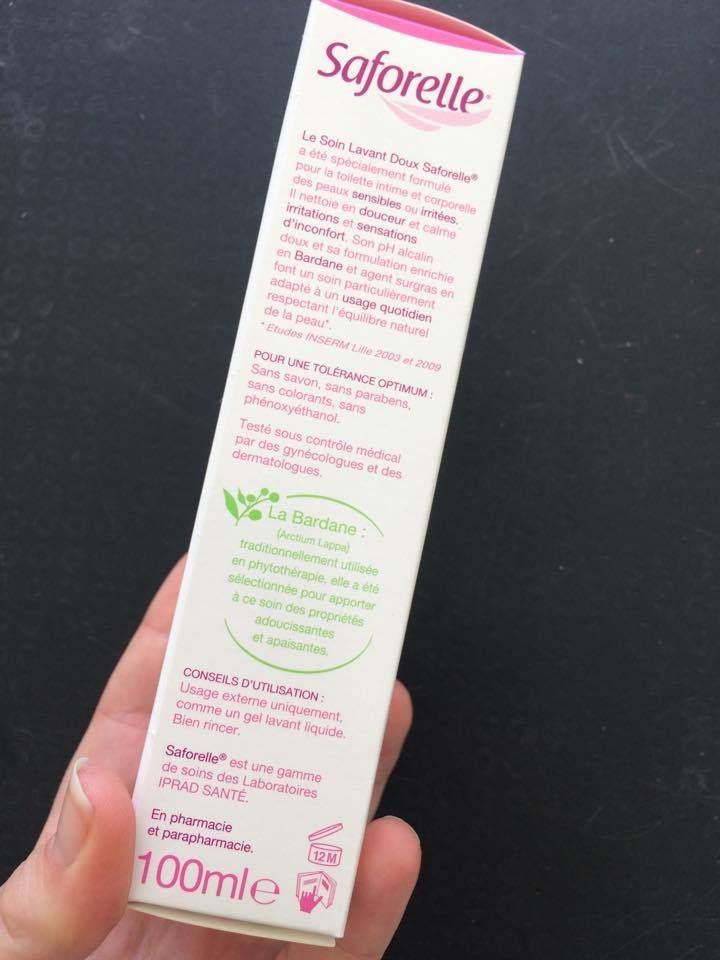 Saforelle®
Le Soin Lavant Doux Saforelle®
a été spécialement formulé
pour la toilette intime et corporelle
des peaux sensibles ou irritées.
Il nettoie en douceur et calme
irritations et sensations
d'inconfort. Son pH alcalin
doux et sa formulation enrichie
en Bardane et agent surgras en
font un soin particulièrement
adapté à un usage quotidien
respectant l'équilibre naturel
de la peau*.
* Etudes INSERM Lille 2003 et 2009
POUR UNE TOLÉRANCE OPTIMUM :
Sans savon, sans parabens,
sans colorants, sans
phénoxyéthanol.
Testé sous contrôle médical
par des gynécologues et des
dermatologues.
La Bardane :
(Arctium Lappa)
traditionnellement utilisée
en phytothérapie, elle a été
sélectionnée pour apporter
à ce soin des propriétés
adoucissantes
et apaisantes.
CONSEILS D'UTILISATION :
Usage externe uniquement,
comme un gel lavant liquide.
Bien rincer.
Saforelle® est une gamme
de soins des Laboratoires
IPRAD SANTÉ.
En pharmacie
et parapharmacie.
12 M
100ml e